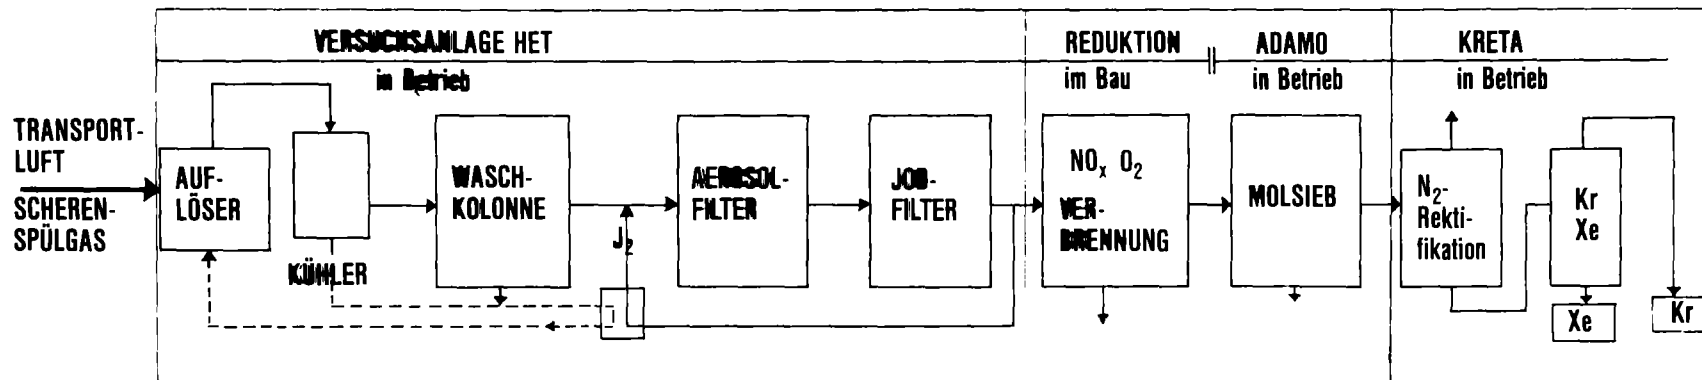 VERSUCHSANLAGE HET
in Betrieb
REDUKTION
im Bau
ADAMO
in Betrieb
KRETA
in Betrieb
TRANSPORT-
LUFT
SCHEREN-
SPÜLGAS
AUF-
LÖSER
KÜHLER
WASCH-
KOLONNE
J₂
AEROSOL-
FILTER
JOD-
FILTER
NOₓ O₂
VER-
BRENNUNG
MOLSIEB
N₂-
Rekti-
fikation
Kr
Xe
Xe
Kr